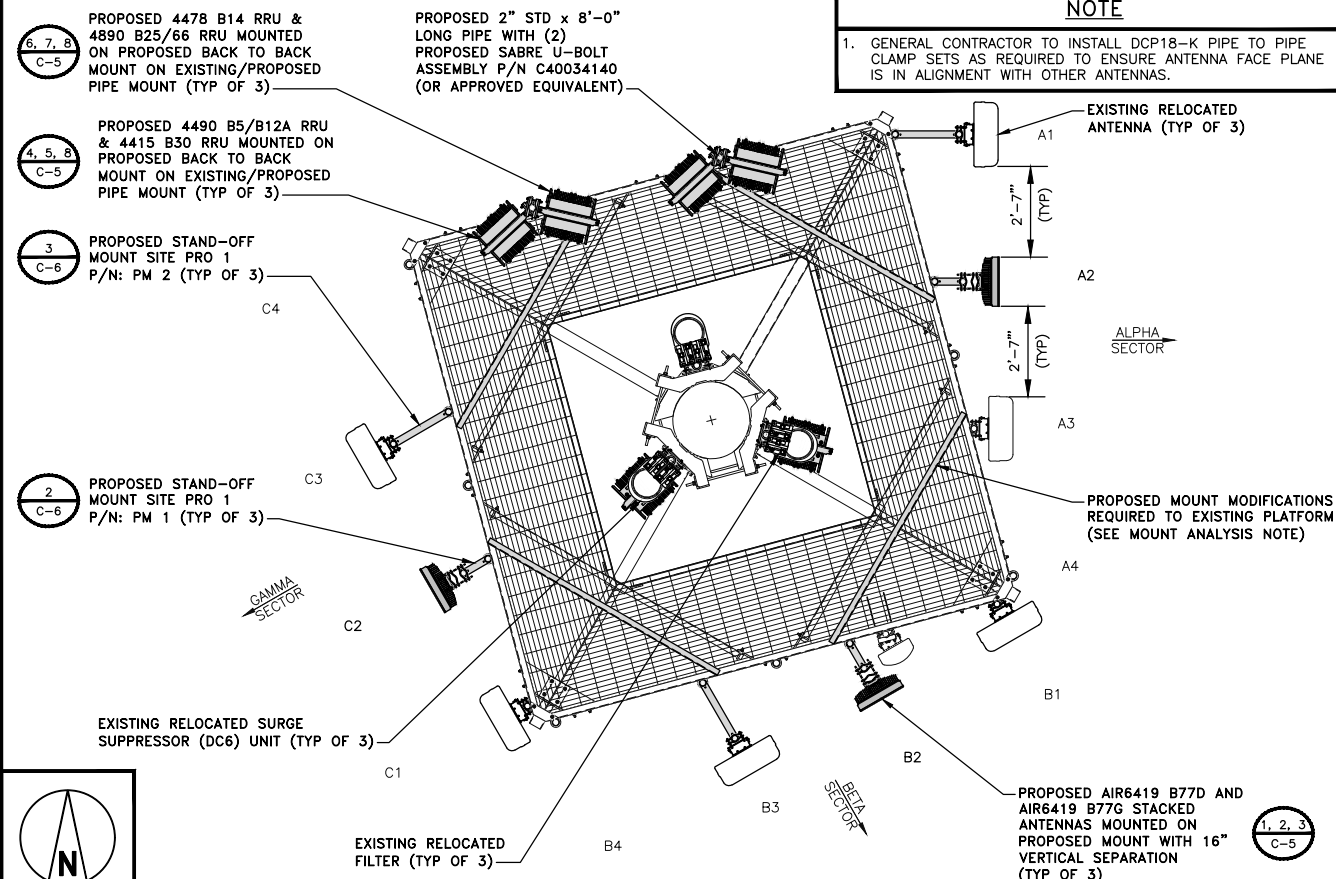 6, 7, 8
C-5
PROPOSED 4478 B14 RRU &
4890 B25/66 RRU MOUNTED
ON PROPOSED BACK TO BACK
MOUNT ON EXISTING/PROPOSED
PIPE MOUNT (TYP OF 3)
PROPOSED 2" STD x 8'-0"
LONG PIPE WITH (2)
PROPOSED SABRE U-BOLT
ASSEMBLY P/N C40034140
(OR APPROVED EQUIVALENT)
NOTE
1. GENERAL CONTRACTOR TO INSTALL DCP18-K PIPE TO PIPE
CLAMP SETS AS REQUIRED TO ENSURE ANTENNA FACE PLANE
IS IN ALIGNMENT WITH OTHER ANTENNAS.
4, 5, 8
C-5
PROPOSED 4490 B5/B12A RRU
& 4415 B30 RRU MOUNTED ON
PROPOSED BACK TO BACK
MOUNT ON EXISTING/PROPOSED
PIPE MOUNT (TYP OF 3)
EXISTING RELOCATED
ANTENNA (TYP OF 3)
A1
2'-7'"
(TYP)
3
C-6
PROPOSED STAND-OFF
MOUNT SITE PRO 1
P/N: PM 2 (TYP OF 3)
A2
C4
ALPHA
SECTOR
2'-7'"
(TYP)
A3
C3
2
C-6
PROPOSED STAND-OFF
MOUNT SITE PRO 1
P/N: PM 1 (TYP OF 3)
PROPOSED MOUNT MODIFICATIONS
REQUIRED TO EXISTING PLATFORM
(SEE MOUNT ANALYSIS NOTE)
A4
GAMMA
SECTOR
C2
B1
EXISTING RELOCATED SURGE
SUPPRESSOR (DC6) UNIT (TYP OF 3)
C1
B2
B3
BETA
SECTOR
PROPOSED AIR6419 B77D AND
AIR6419 B77G STACKED
ANTENNAS MOUNTED ON
PROPOSED MOUNT WITH 16"
VERTICAL SEPARATION
(TYP OF 3)
1, 2, 3
C-5
EXISTING RELOCATED
FILTER (TYP OF 3)
B4
N